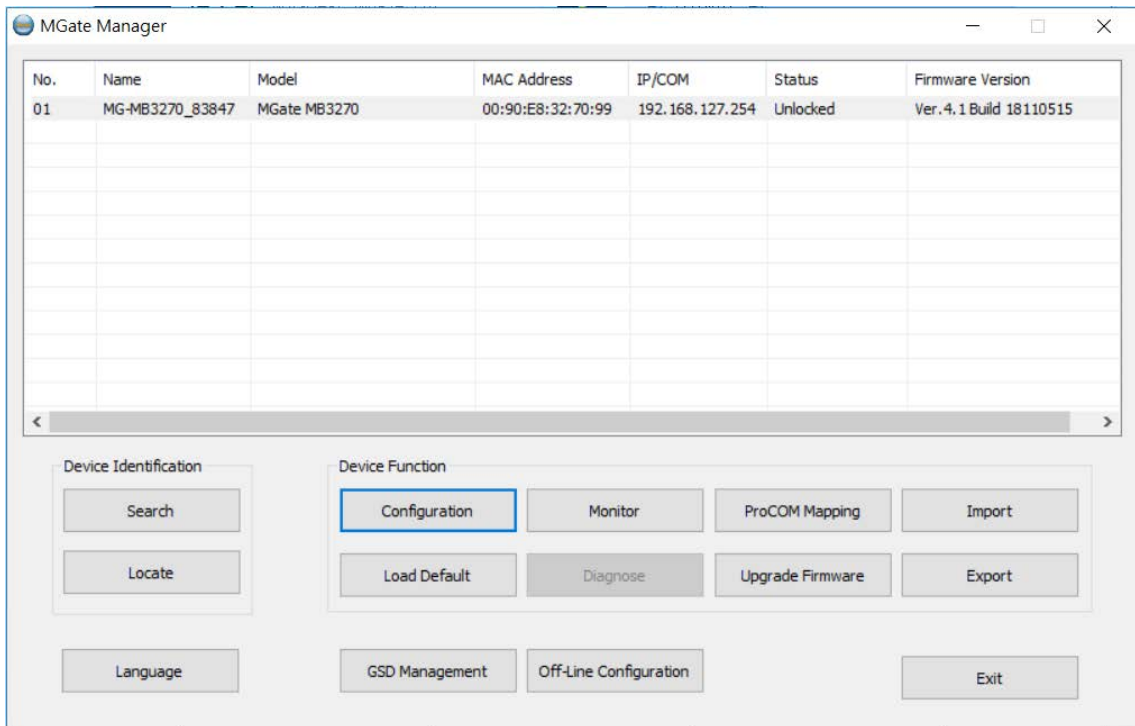 MGate Manager
No. Name Model MAC Address IP/COM Status Firmware Version
01 MG-MB3270_83847 MGate MB3270 00:90:E8:32:70:99 192.168.127.254 Unlocked Ver.4.1 Build 18110515
Device Identification Device Function
Search Configuration Monitor ProCOM Mapping Import
Locate Load Default Diagnose Upgrade Firmware Export
Language GSD Management Off-Line Configuration Exit